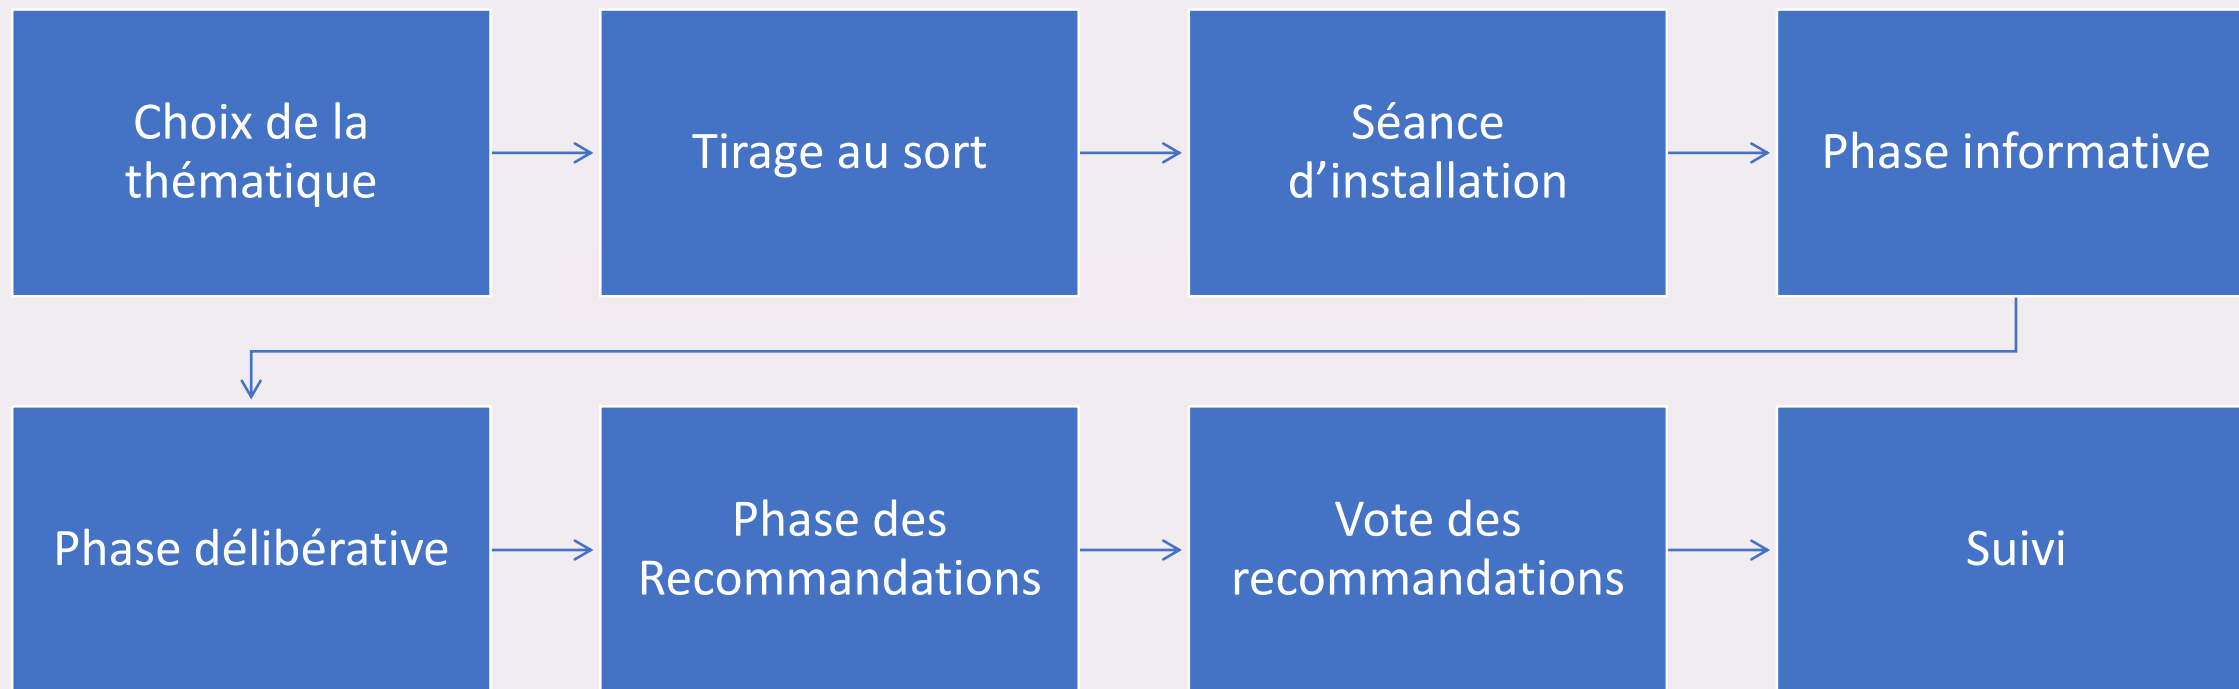 Choix de la
thématique
Tirage au sort
Séance
d’installation
Phase informative
Phase délibérative
Phase des
Recommandations
Vote des
recommandations
Suivi